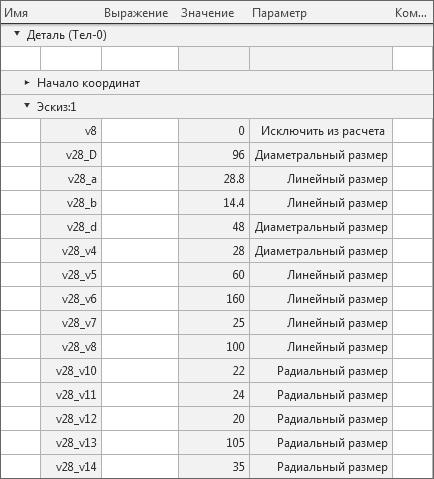 Имя Выражение Значение Параметр Ком...
Деталь (Тел-0)
Начало координат
Эскиз:1
v8 0 Исключить из расчета
v28_D 96 Диаметральный размер
v28_a 28.8 Линейный размер
v28_b 14.4 Линейный размер
v28_d 48 Диаметральный размер
v28_v4 28 Диаметральный размер
v28_v5 60 Линейный размер
v28_v6 160 Линейный размер
v28_v7 25 Линейный размер
v28_v8 100 Линейный размер
v28_v10 22 Радиальный размер
v28_v11 24 Радиальный размер
v28_v12 20 Радиальный размер
v28_v13 105 Радиальный размер
v28_v14 35 Радиальный размер